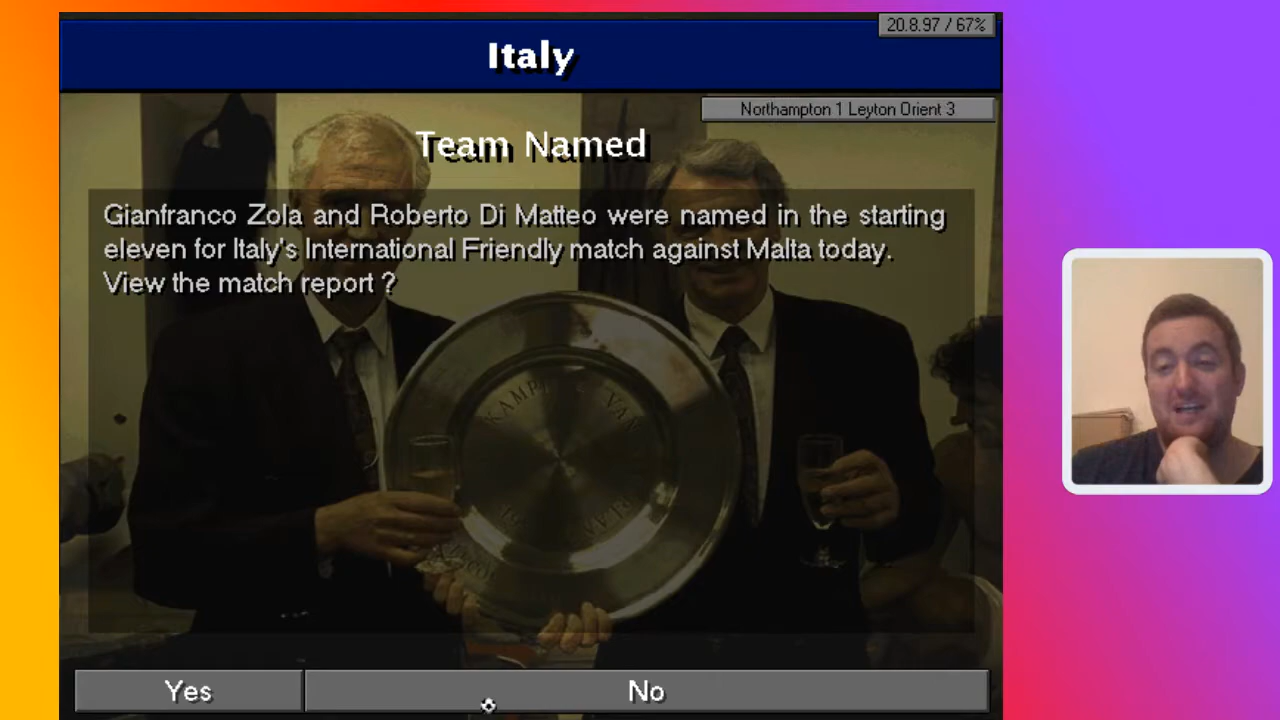 20.8.97 / 67%
Italy
Northampton 1 Leyton Orient 3
Team Named
Gianfranco Zola and Roberto Di Matteo were named in the starting
eleven for Italy's International Friendly match against Malta today.
View the match report ?
KAMP
VAN
Yes
No